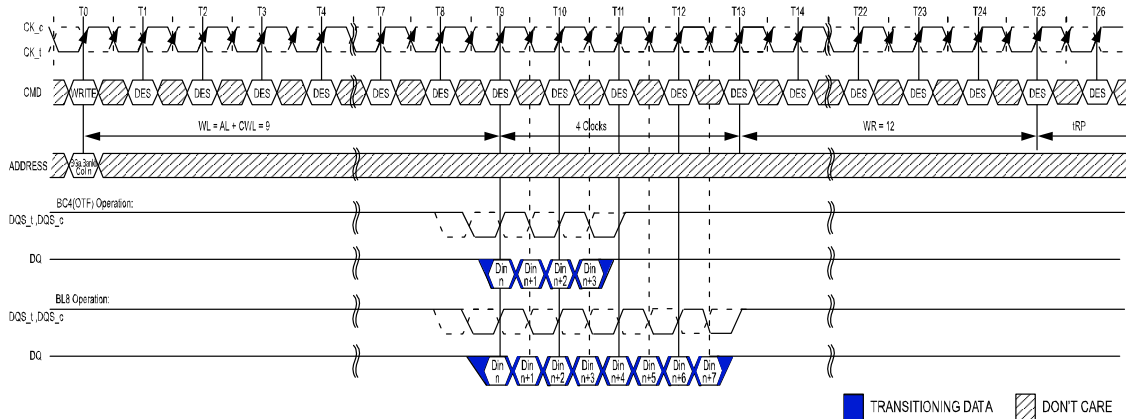 T0 T1 T2 T3 T4 T7 T8 T9 T10 T11 T12 T13 T14 T22 T23 T24 T25 T26
CK_c
CK_t
CMD WRITE DES DES DES DES DES DES DES DES DES DES DES DES DES DES DES DES DES
WL = AL + CWL = 9 4 Clocks WR = 12 tRP
ADDRESS
Col n
BC4(OTF) Operation:
DQS_t ,DQS_c
DQ
Din n Din n+1 Din n+2 Din n+3
BL8 Operation:
DQS_t ,DQS_c
DQ
Din n Din n+1 Din n+2 Din n+3 Din n+4 Din n+5 Din n+6 Din n+7
TRANSITIONING DATA DON'T CARE